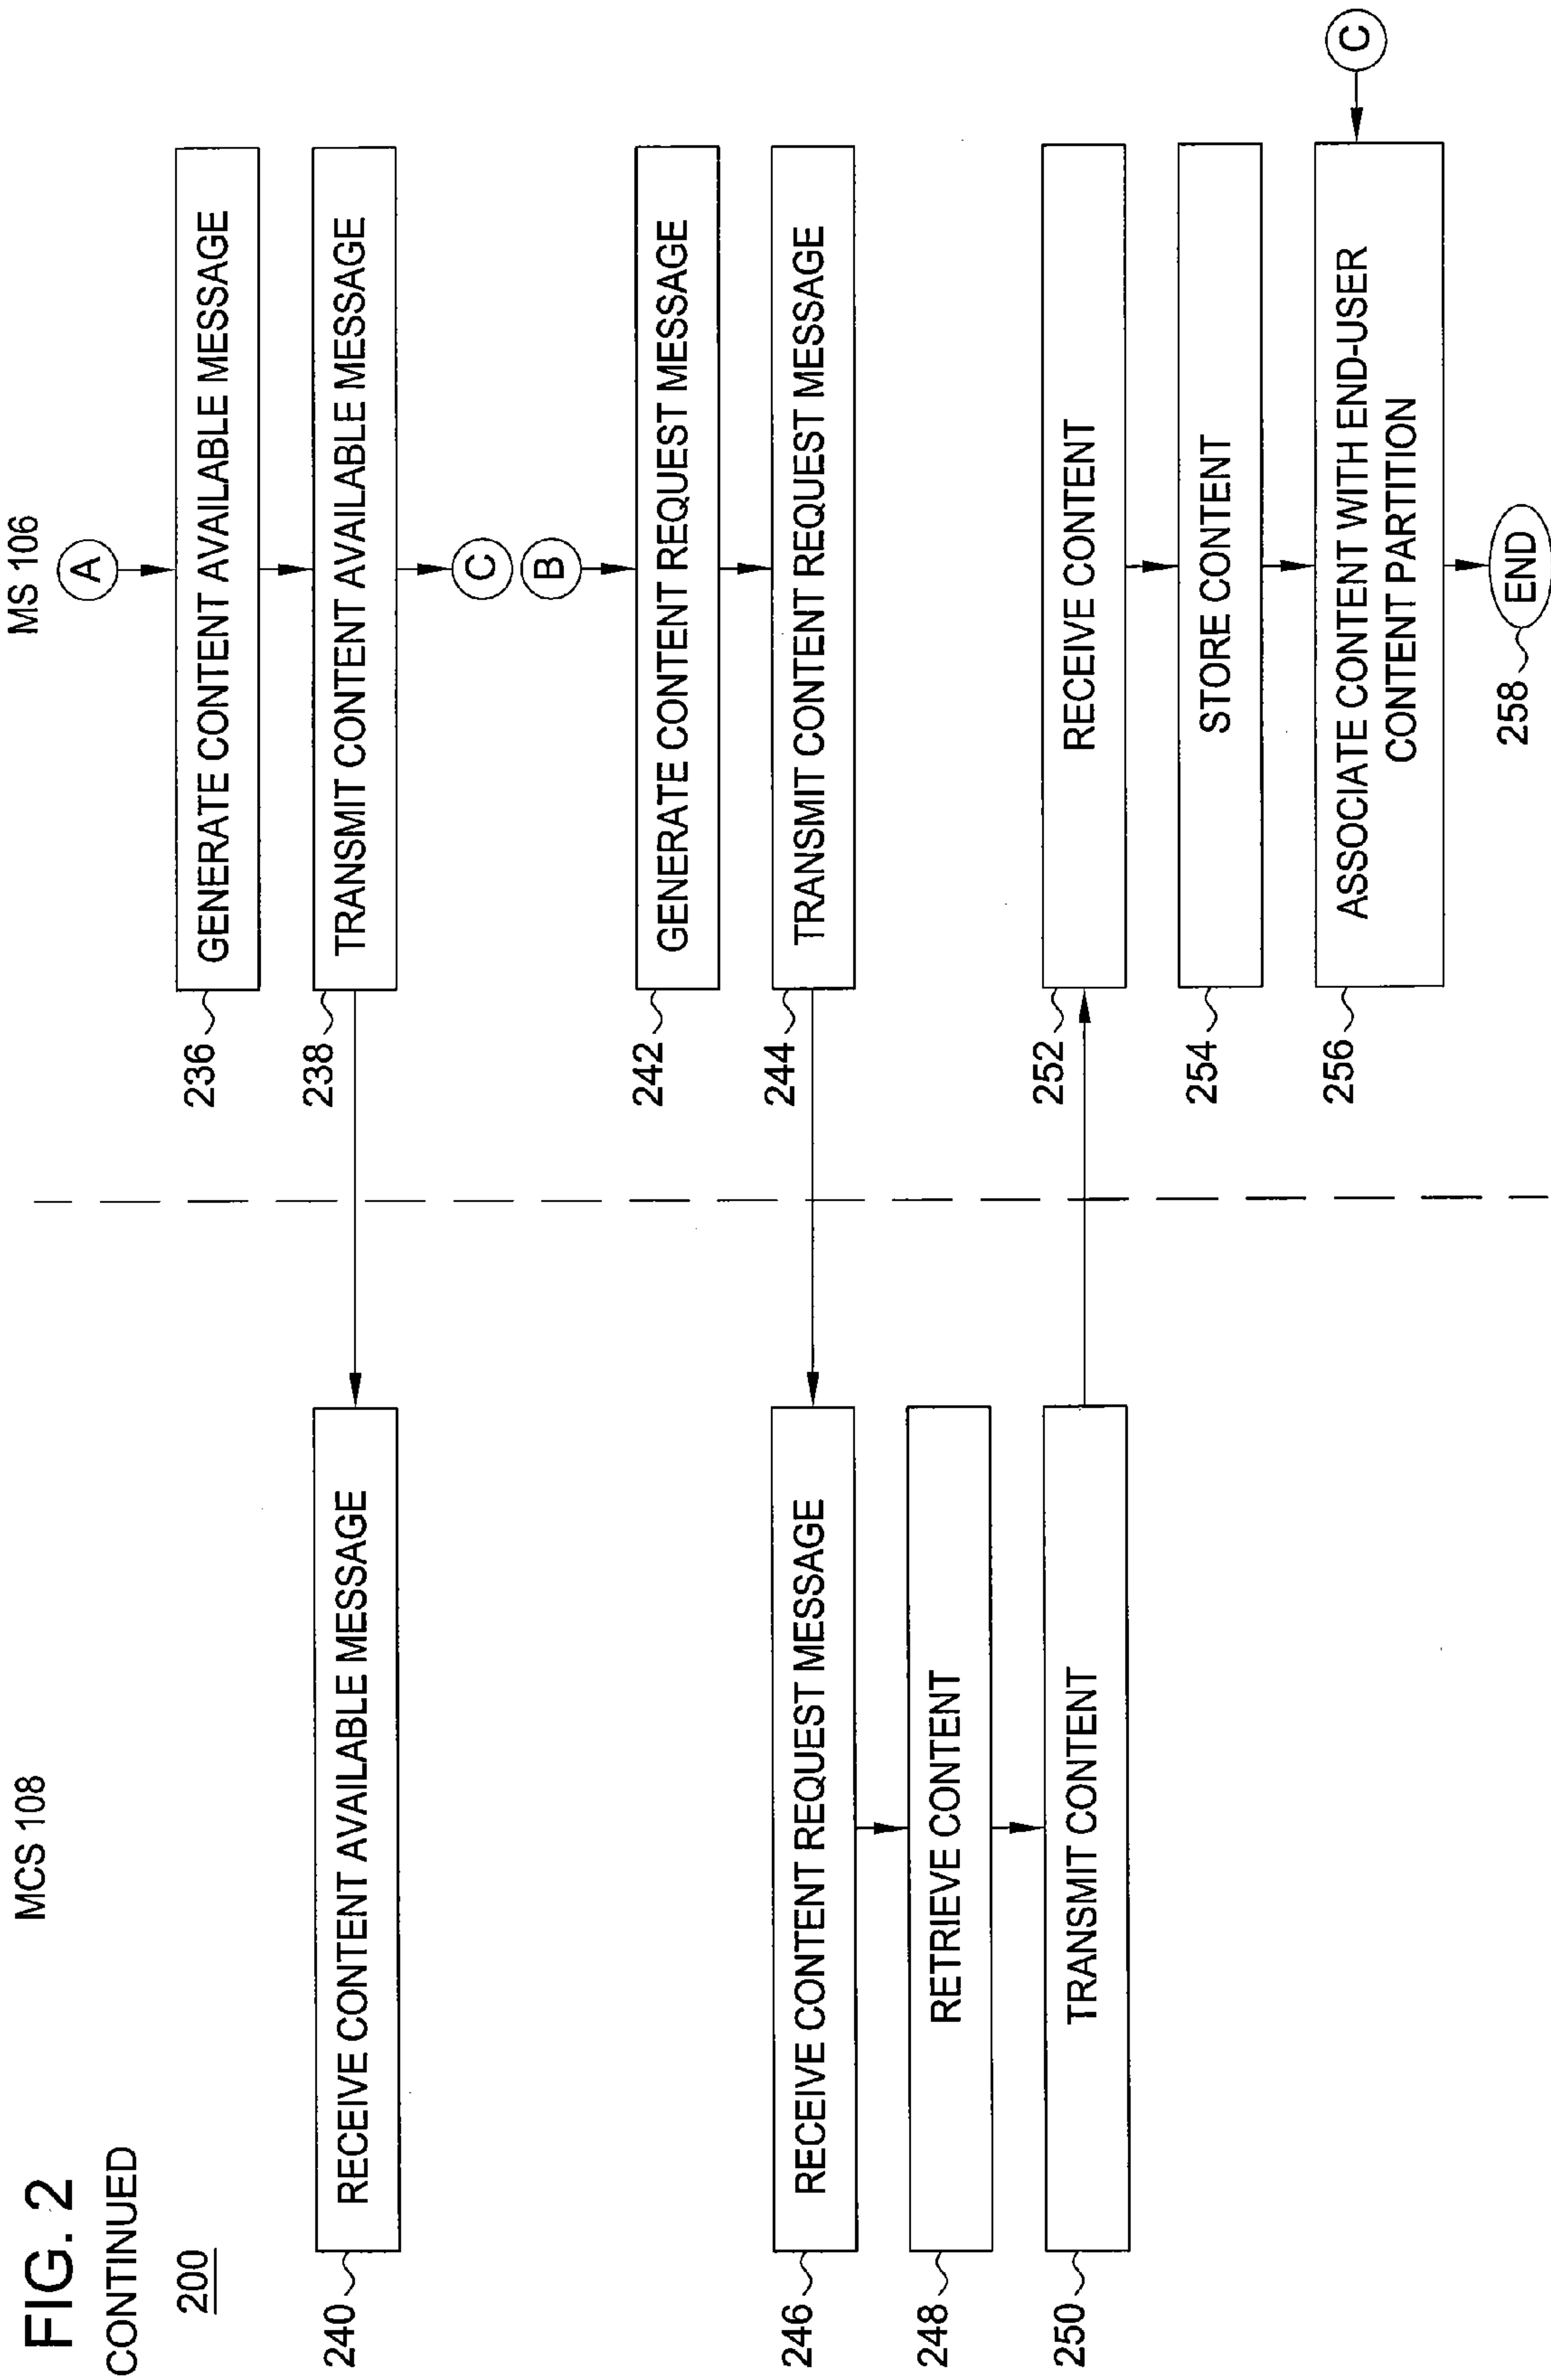 FIG. 2
CONTINUED
200
MCS 108
MS 106
A
236
GENERATE CONTENT AVAILABLE MESSAGE
238
TRANSMIT CONTENT AVAILABLE MESSAGE
240
RECEIVE CONTENT AVAILABLE MESSAGE
C
B
242
GENERATE CONTENT REQUEST MESSAGE
244
TRANSMIT CONTENT REQUEST MESSAGE
246
RECEIVE CONTENT REQUEST MESSAGE
248
RETRIEVE CONTENT
250
TRANSMIT CONTENT
252
RECEIVE CONTENT
254
STORE CONTENT
256
ASSOCIATE CONTENT WITH END-USER
CONTENT PARTITION
C
258
END